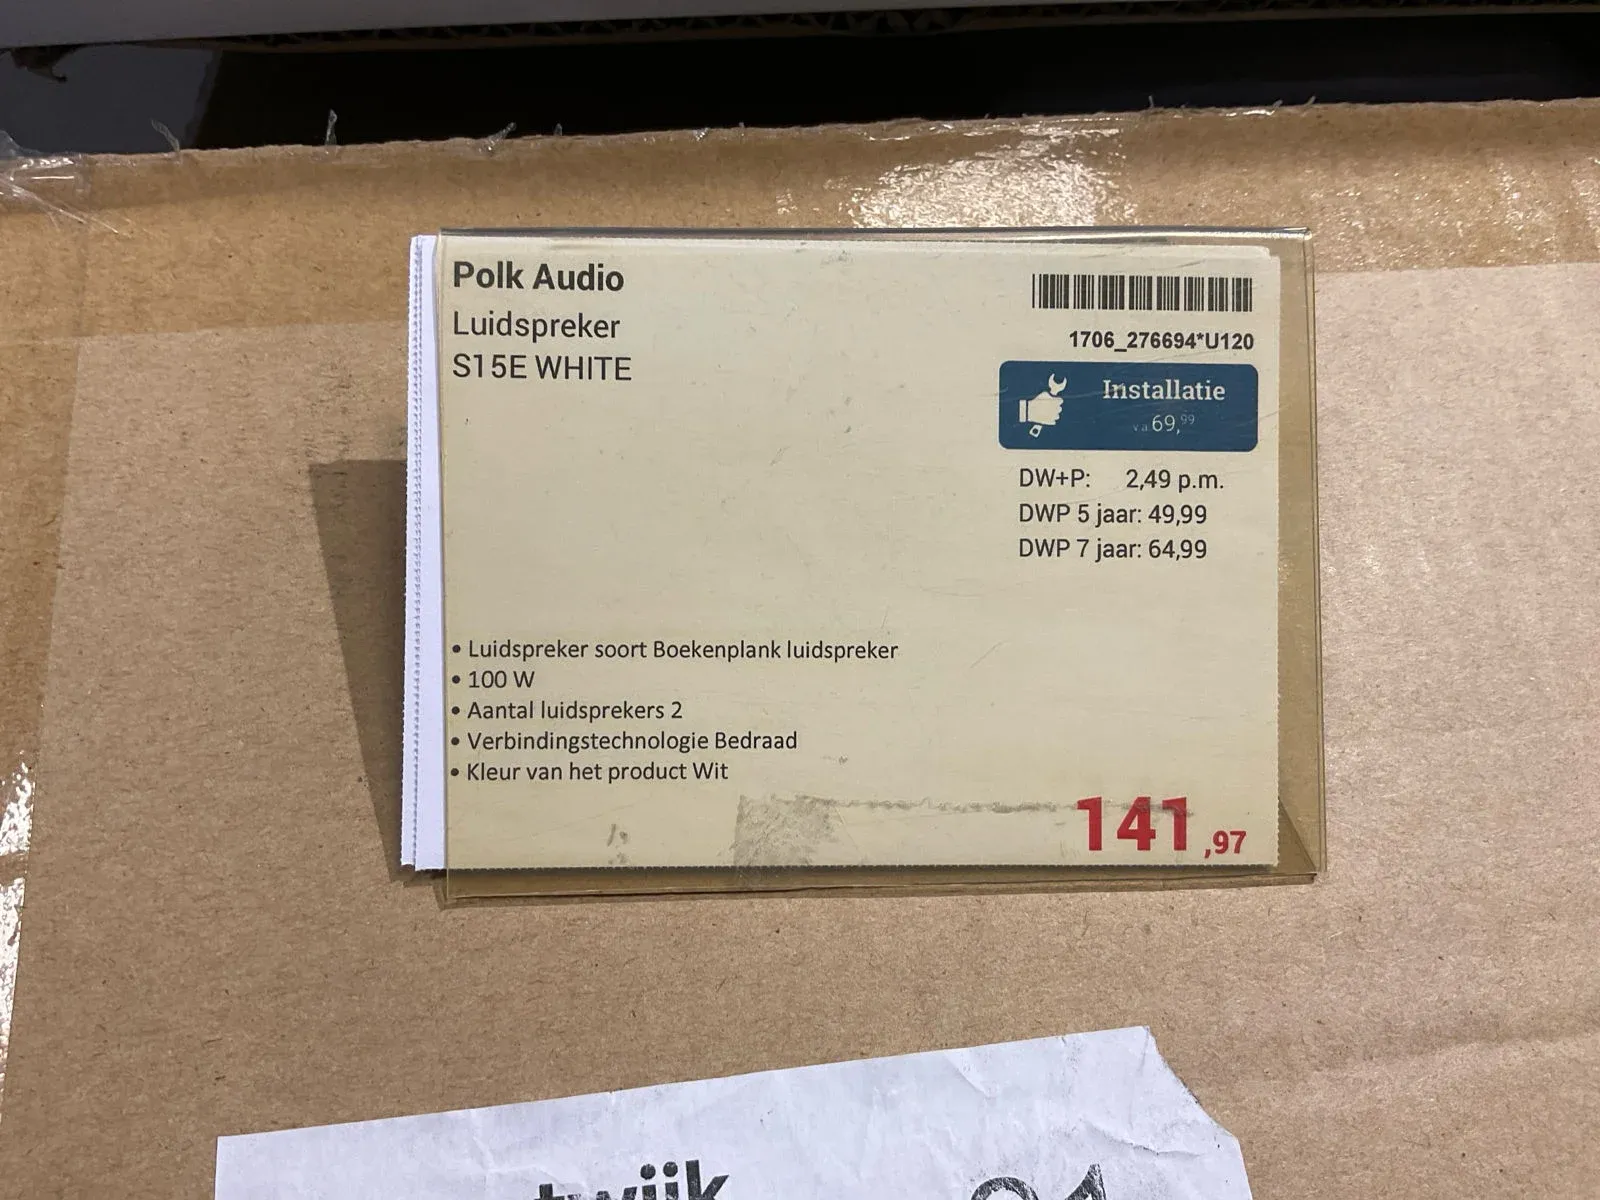 Polk Audio
Luidspreker
S15E WHITE
1706_276694*U120
Installatie
v.a. 69,99
DW+P: 2,49 p.m.
DWP 5 jaar: 49,99
DWP 7 jaar: 64,99
• Luidspreker soort Boekenplank luidspreker
• 100 W
• Aantal luidsprekers 2
• Verbindingstechnologie Bedraad
• Kleur van het product Wit
141,97